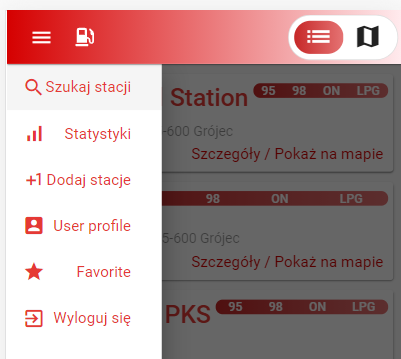 Szukaj stacji
Statystyki
+1 Dodaj stacje
User profile
Favorite
Wyloguj się
Station 95 98 ON LPG
-600 Grójec
Szczegóły / Pokaż na mapie
98 ON LPG
5-600 Grójec
Szczegóły / Pokaż na mapie
PKS 95 98 ON LPG